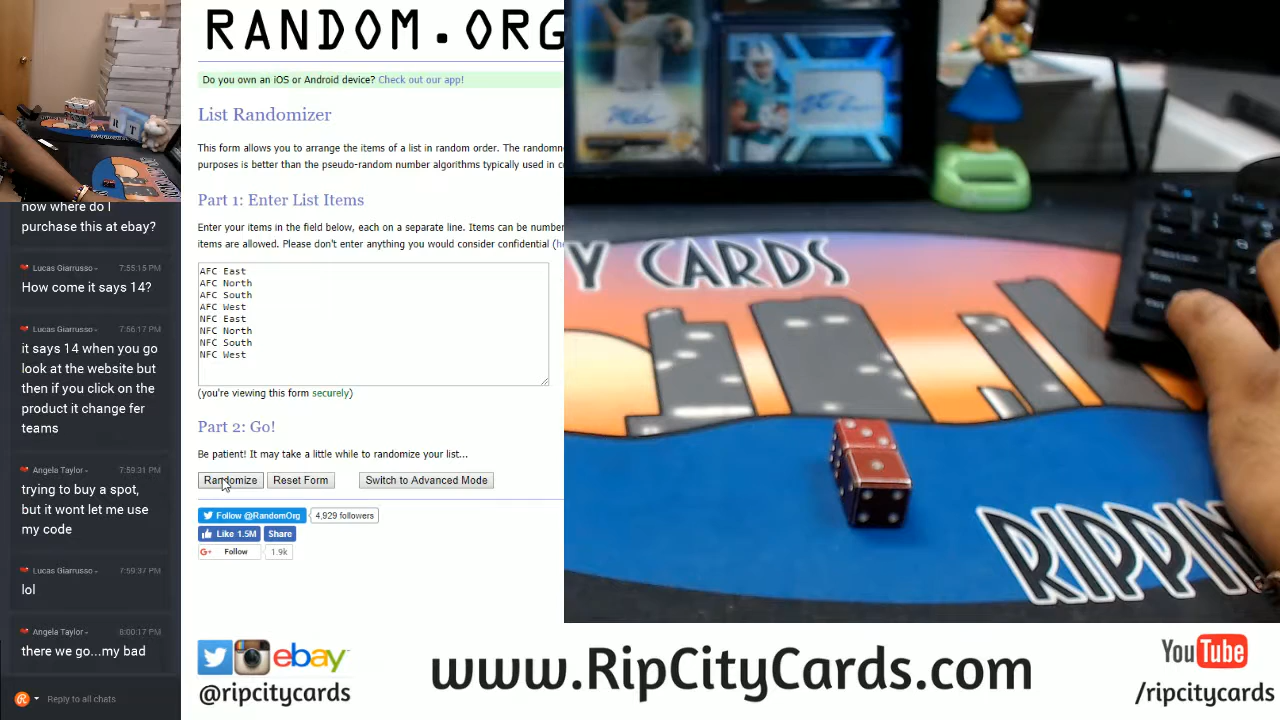 RANDOM.ORG
Do you own an iOS or Android device? Check out our app!
List Randomizer
This form allows you to arrange the items of a list in random order. The
purposes is better than the pseudo-random number algorithms typically used in
Part 1: Enter List Items
Enter your items in the field below, each on a separate line. Items can be
items are allowed. Please don't enter anything you would consider confidential
AFC East
AFC North
AFC South
AFC West
NFC East
NFC North
NFC South
NFC West
(you're viewing this form securely)
Part 2: Go!
Be patient! It may take a little while to randomize your list...
Randomize Reset Form Switch to Advanced Mode
Follow @RandomOrg 4,929 followers
Like 1.5M Share
G+ Follow 1.9k
now where do I
purchase this at ebay?
Lucas Giarrusso 7:55:15 PM
How come it says 14?
Lucas Giarrusso 7:56:17 PM
it says 14 when you go
look at the website but
then if you click on the
product it change fer
teams
Angela Taylor 7:59:31 PM
trying to buy a spot,
but it wont let me use
my code
Lucas Giarrusso 7:59:37 PM
lol
Angela Taylor 8:00:17 PM
there we go...my bad
Reply to all chats
Y CARDS
RIPPIN
ebay
@ripcitycards
www.RipCityCards.com
YouTube
/ripcitycards